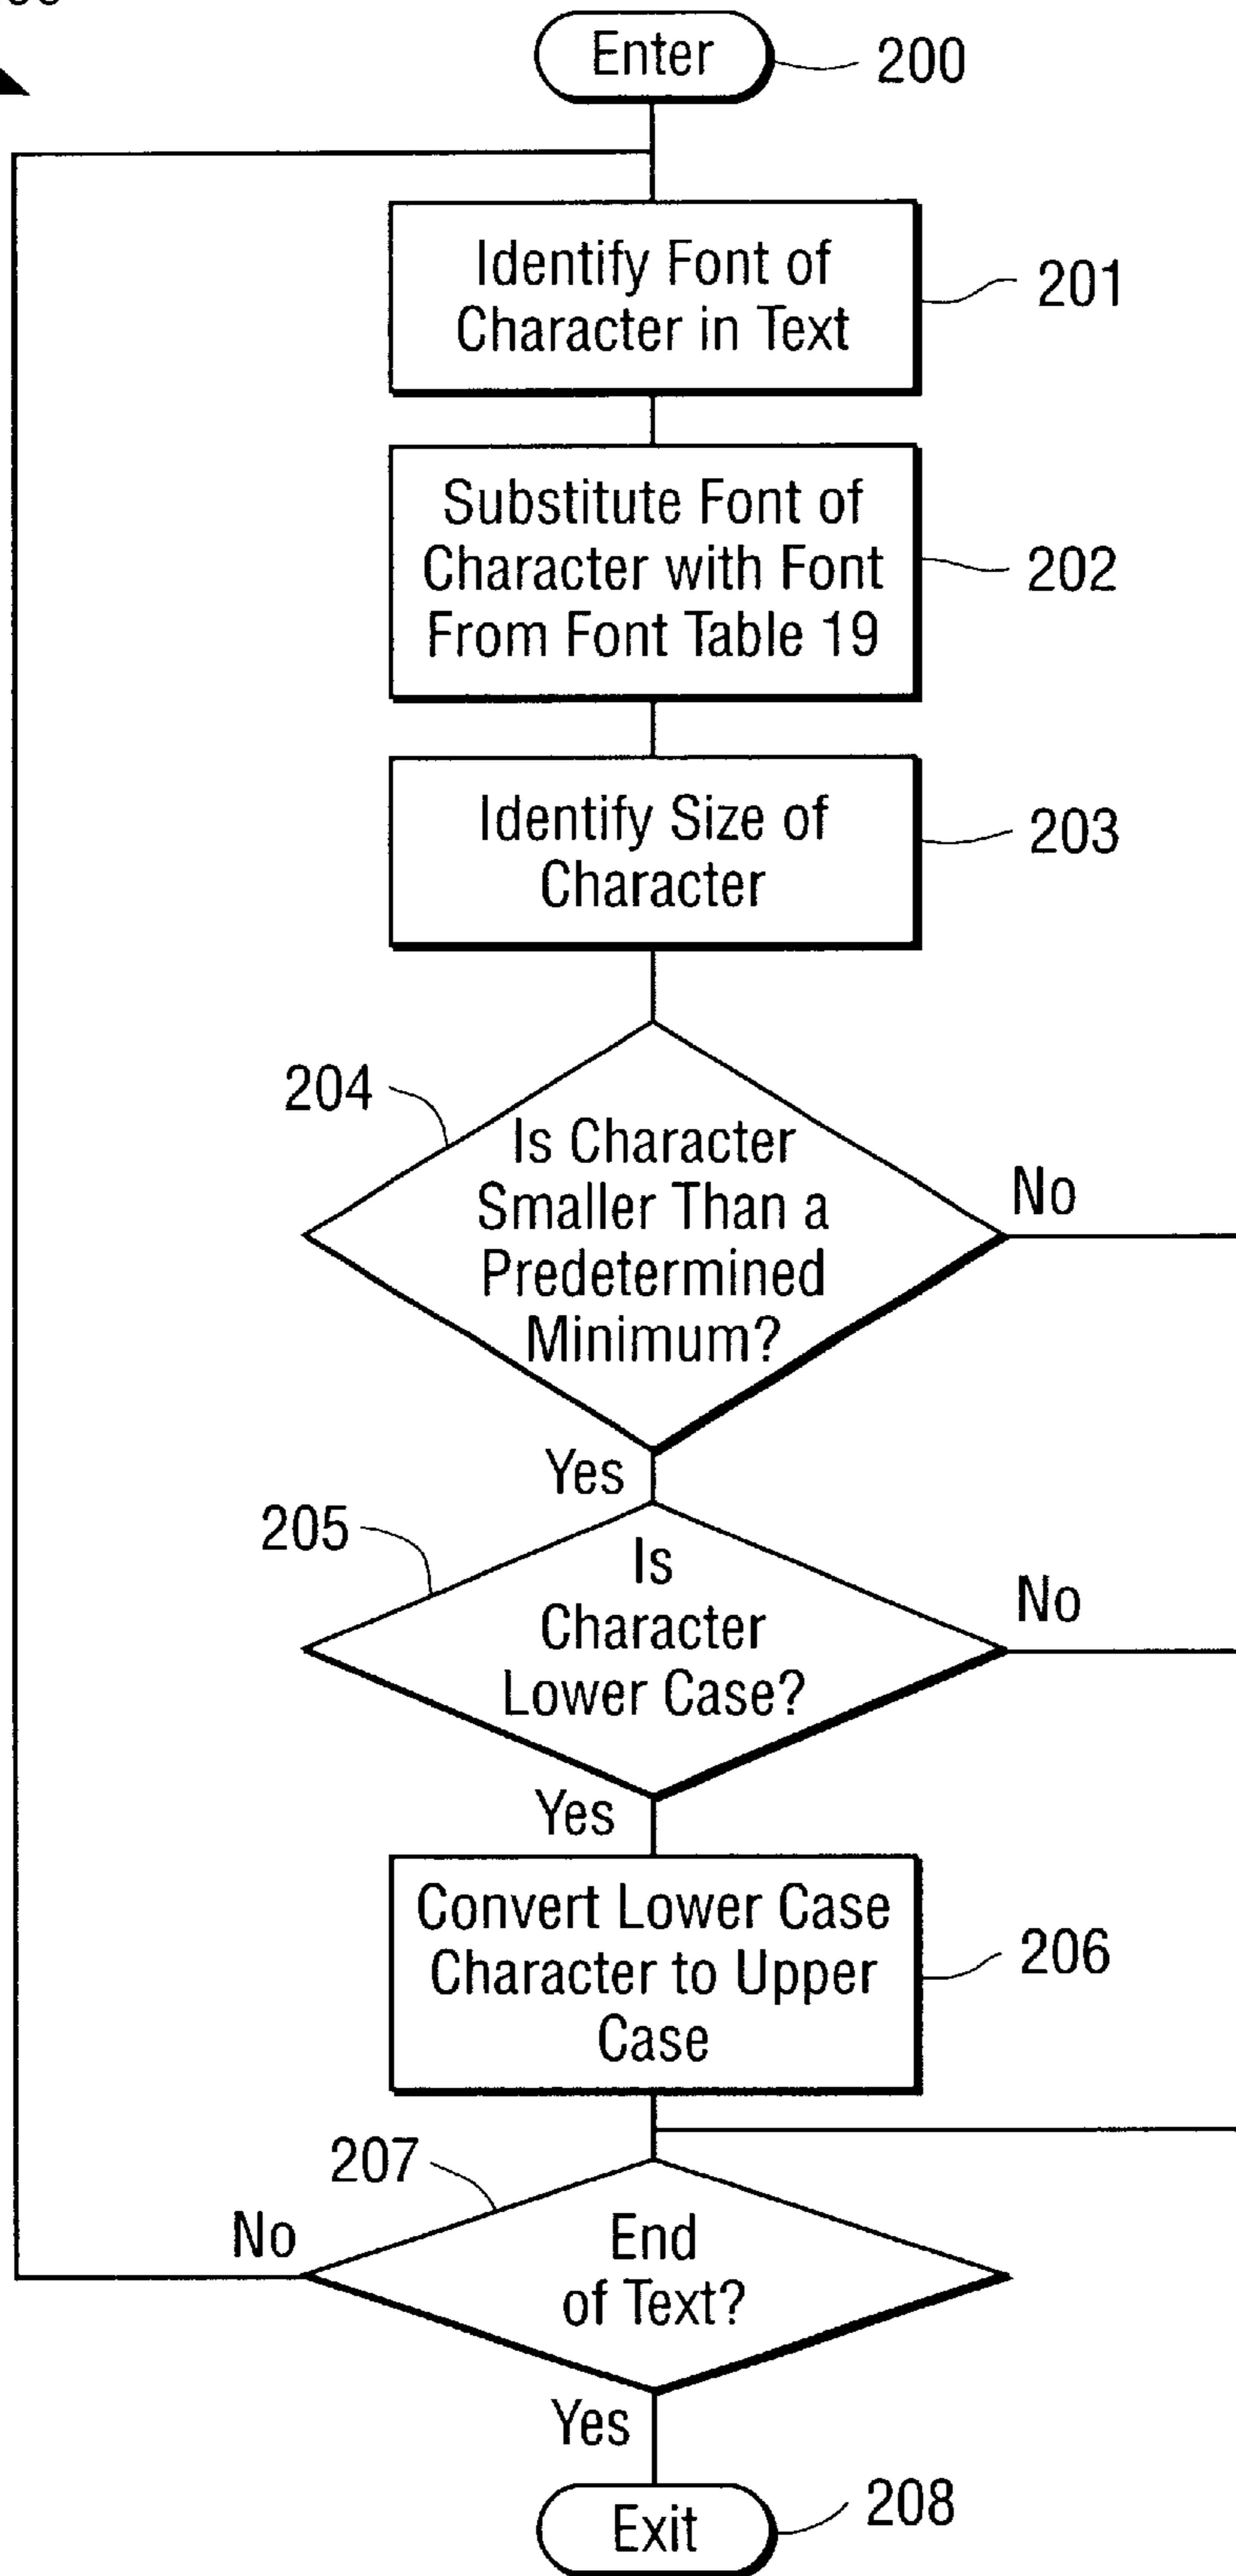 Enter
200
Identify Font of
Character in Text
201
Substitute Font of
Character with Font
From Font Table 19
202
Identify Size of
Character
203
204
Is Character
Smaller Than a
Predetermined
Minimum?
No
Yes
205
Is
Character
Lower Case?
No
Yes
Convert Lower Case
Character to Upper
Case
206
207
No
End
of Text?
Yes
Exit
208